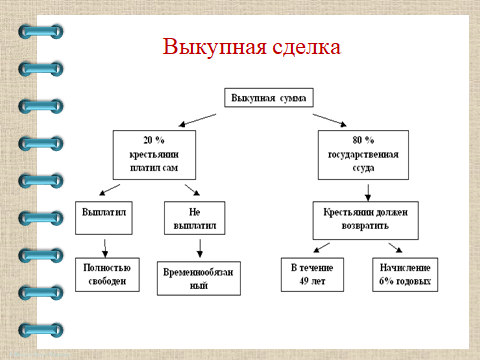 Выкупная сделка
Выкупная сумма
20 %
крестьянин
платил сам
80 %
государственная
ссуда
Выплатил
Не
выплатил
Крестьянин должен
возвратить
Полностью
свободен
Временнообязан
ный
В течение
49 лет
Начисление
6% годовых